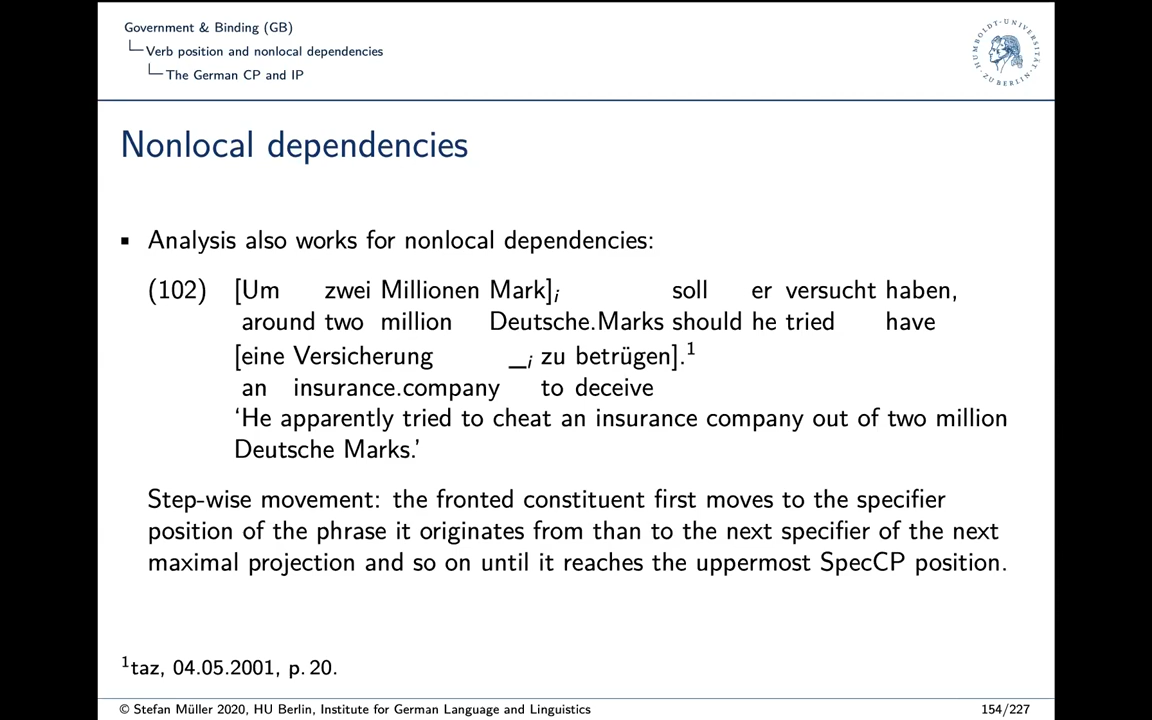 Government & Binding (GB)
Verb position and nonlocal dependencies
The German CP and IP
HUMBOLDT-UNIVERSITÄT ZU BERLIN
Nonlocal dependencies
▪ Analysis also works for nonlocal dependencies:
(102) [Um zwei Millionen Mark]i soll er versucht haben,
around two million Deutsche.Marks should he tried have
[eine Versicherung _i zu betrügen].1
an insurance.company to deceive
‘He apparently tried to cheat an insurance company out of two million
Deutsche Marks.’
Step-wise movement: the fronted constituent first moves to the specifier
position of the phrase it originates from than to the next specifier of the next
maximal projection and so on until it reaches the uppermost SpecCP position.
1taz, 04.05.2001, p. 20.
© Stefan Müller 2020, HU Berlin, Institute for German Language and Linguistics 154/227